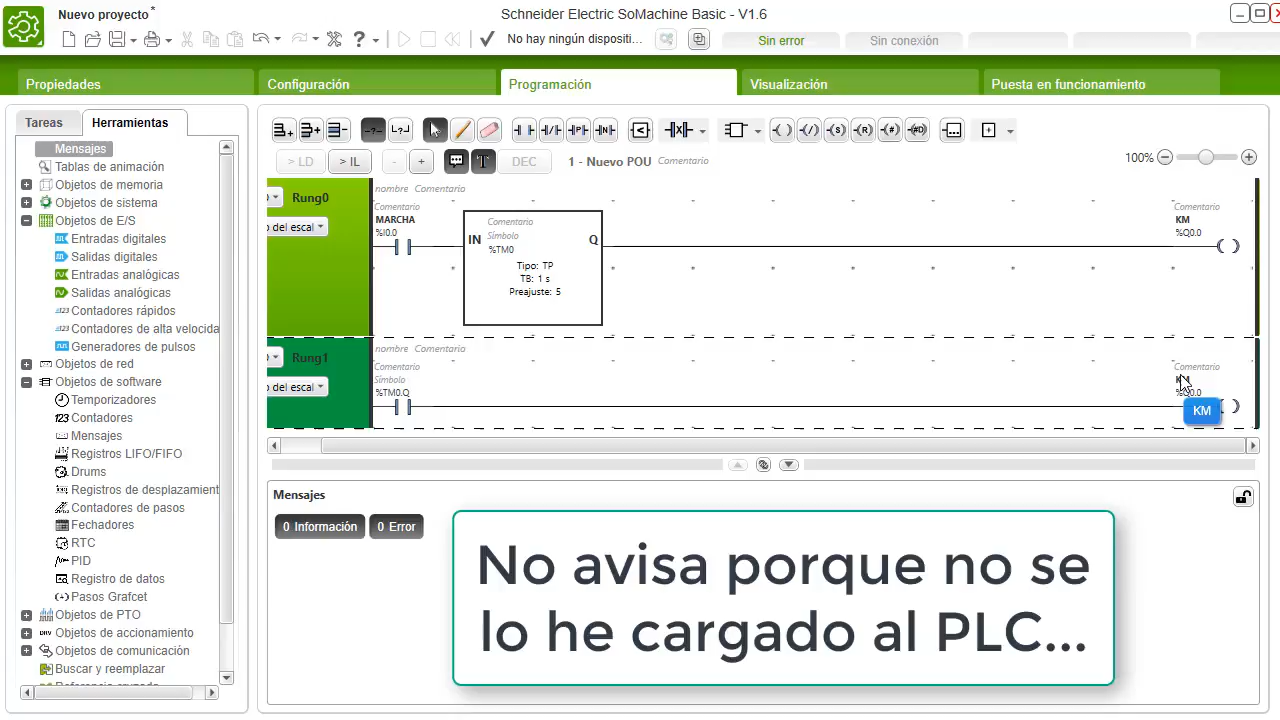 Nuevo proyecto *
Schneider Electric SoMachine Basic - V1.6
No hay ningún dispositi...
Sin error
Sin conexión
Propiedades
Configuración
Programación
Visualización
Puesta en funcionamiento
Tareas
Herramientas
Mensajes
Tablas de animación
Objetos de memoria
Objetos de sistema
Objetos de E/S
Entradas digitales
Salidas digitales
Entradas analógicas
Salidas analógicas
Contadores rápidos
Contadores de alta velocida
Generadores de pulsos
Objetos de red
Objetos de software
Temporizadores
Contadores
Mensajes
Registros LIFO/FIFO
Drums
Registros de desplazamient
Contadores de pasos
Fechadores
RTC
PID
Registro de datos
Pasos Grafcet
Objetos de PTO
Objetos de accionamiento
Objetos de comunicación
Buscar y reemplazar
> LD
> IL
DEC
1 - Nuevo POU Comentario
100%
Rung0
o del escal
nombre Comentario
Comentario
MARCHA
%I0.0
Comentario
Símbolo
%TM0
IN
Q
Tipo: TP
TB: 1 s
Preajuste: 5
Comentario
KM
%Q0.0
Rung1
o del escal
nombre Comentario
Comentario
Símbolo
%TM0.Q
Comentario
KM
Mensajes
0 Información
0 Error
No avisa porque no se
lo he cargado al PLC...